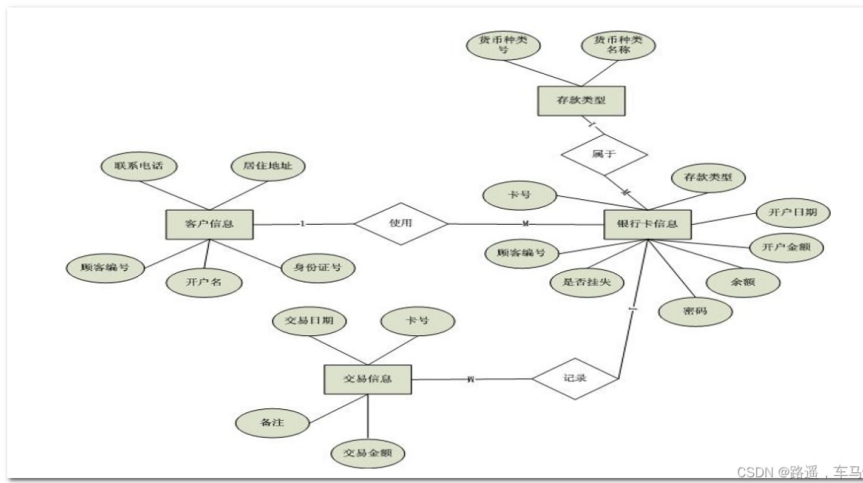 货币种类
号
货币种类
名称
存款类型
1
属于
联系电话
居住地址
M
存款类型
卡号
客户信息
1
使用
M
银行卡信息
开户日期
顾客编号
开户名
身份证号
顾客编号
开户金额
是否挂失
余额
密码
交易日期
卡号
1
交易信息
M
记录
备注
交易金额
CSDN @路遥，车马